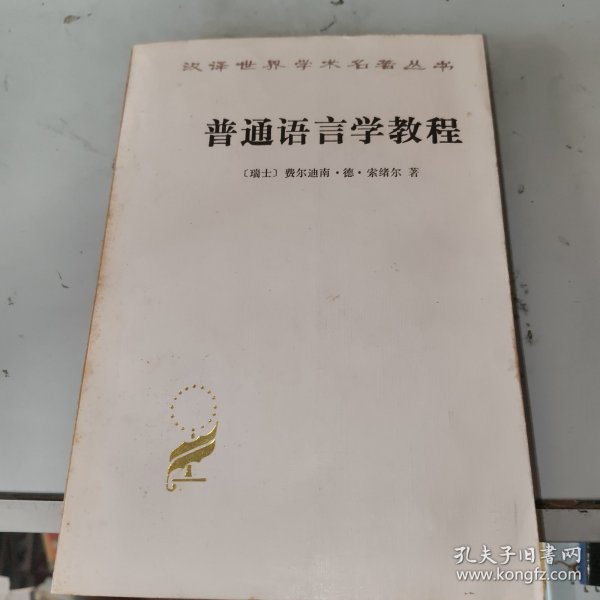 汉译世界学术名著丛书
普通语言学教程
〔瑞士〕费尔迪南·德·索绪尔 著
孔夫子旧书网
www.kongfz.com